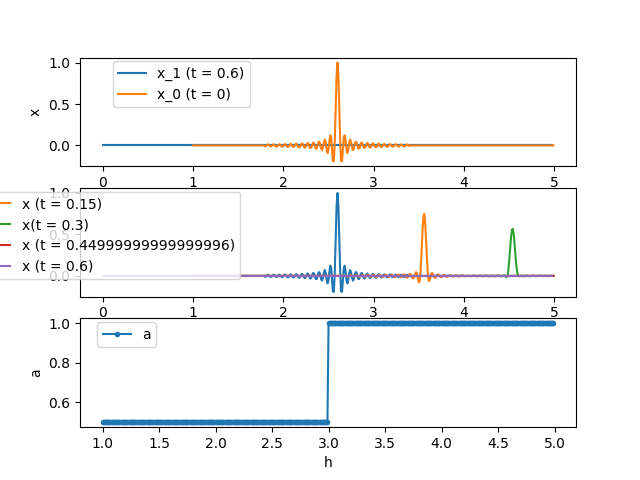 1.0
0.5
0.0
x
x_1 (t = 0.6)
x_0 (t = 0)
0 1 2 3 4 5
1.0
0.0
x (t = 0.15)
x(t = 0.3)
x (t = 0.44999999999999996)
x (t = 0.6)
0 1 2 3 4 5
1.0
0.8
0.6
a
a
1.0 1.5 2.0 2.5 3.0 3.5 4.0 4.5 5.0
h